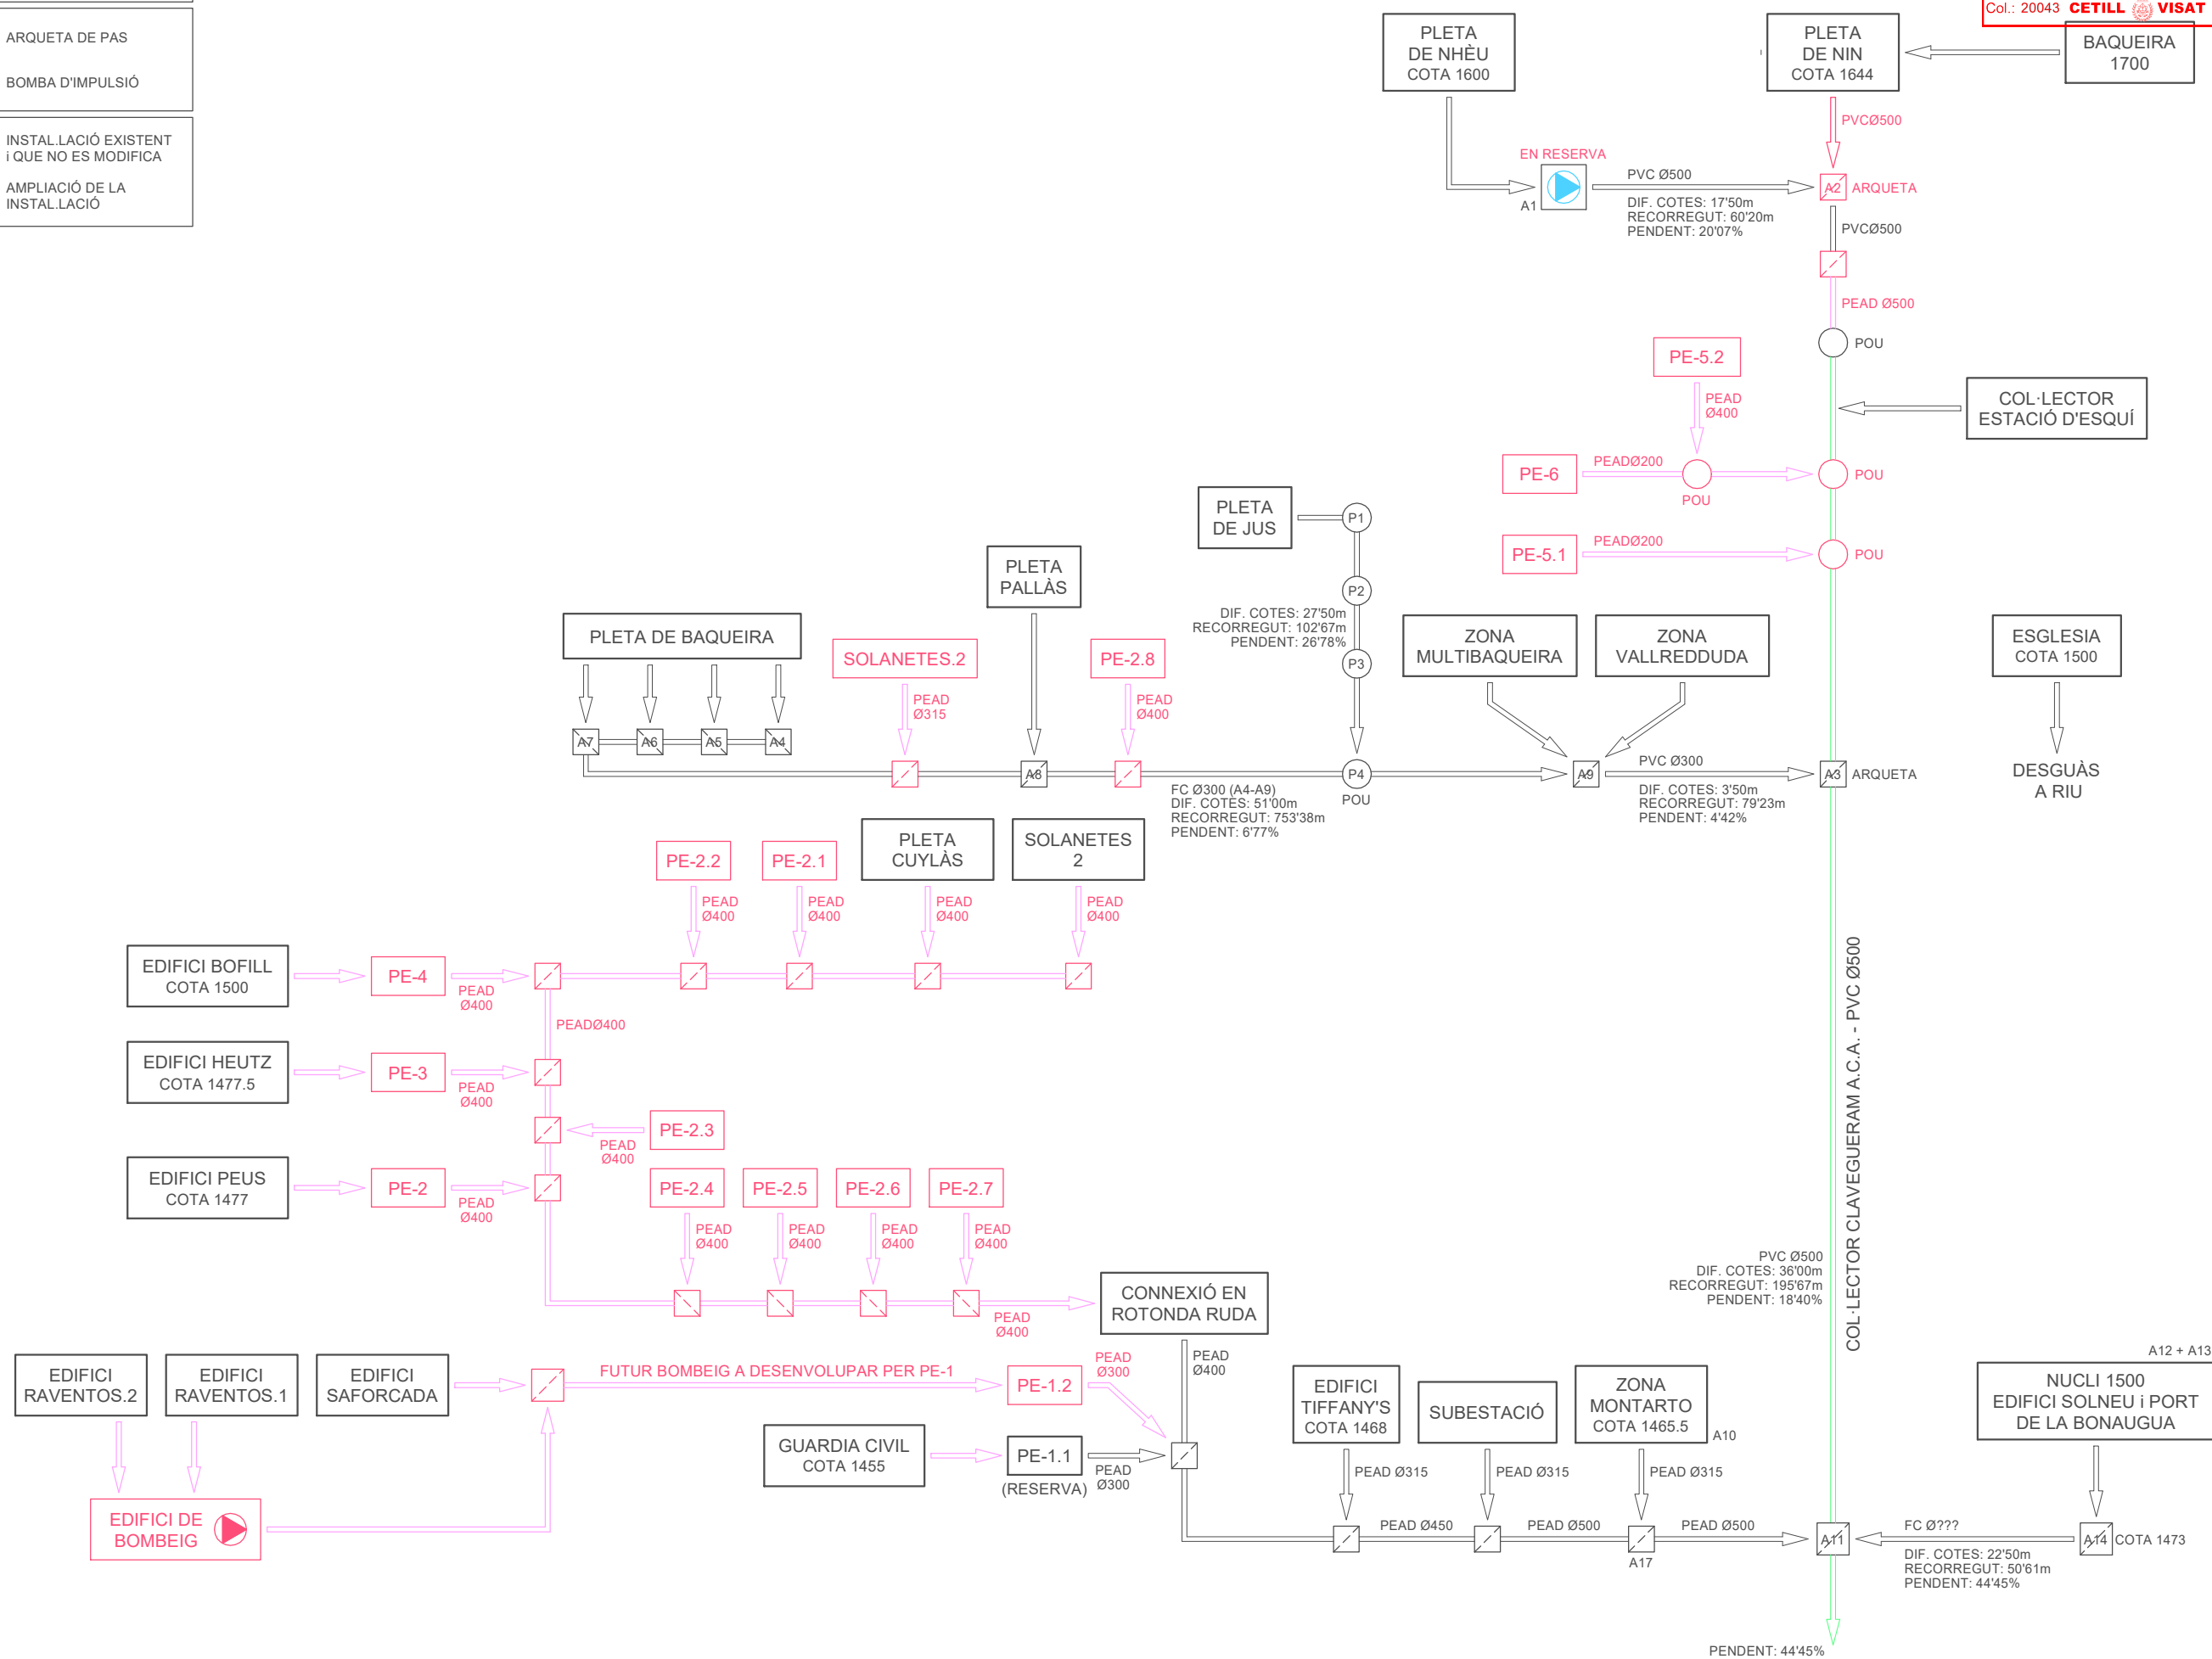 Col.: 20043 CETILL VISAT
ARQUETA DE PAS
BOMBA D'IMPULSIÓ
INSTAL.LACIÓ EXISTENT
i QUE NO ES MODIFICA
AMPLIACIÓ DE LA
INSTAL.LACIÓ
PLETA
DE NHÈU
COTA 1600
PLETA
DE NIN
COTA 1644
BAQUEIRA
1700
PVCØ500
EN RESERVA
A1
PVC Ø500
DIF. COTES: 17'50m
RECORREGUT: 60'20m
PENDENT: 20'07%
A2
ARQUETA
PVCØ500
PEAD Ø500
POU
PE-5.2
PEAD
Ø400
COL·LECTOR
ESTACIÓ D'ESQUÍ
PE-6
PEADØ200
POU
POU
PE-5.1
PEADØ200
POU
PLETA
DE JUS
P1
P2
P3
DIF. COTES: 27'50m
RECORREGUT: 102'67m
PENDENT: 26'78%
PLETA
PALLÀS
PLETA DE BAQUEIRA
SOLANETES.2
PEAD
Ø315
PE-2.8
PEAD
Ø400
ZONA
MULTIBAQUEIRA
ZONA
VALLREDDUDA
ESGLESIA
COTA 1500
DESGUÀS
A RIU
A7
A6
A5
A4
A8
P4
POU
FC Ø300 (A4-A9)
DIF. COTES: 51'00m
RECORREGUT: 753'38m
PENDENT: 6'77%
A9
PVC Ø300
DIF. COTES: 3'50m
RECORREGUT: 79'23m
PENDENT: 4'42%
A3
ARQUETA
PE-2.2
PEAD
Ø400
PE-2.1
PEAD
Ø400
PLETA
CUYLÀS
PEAD
Ø400
SOLANETES
2
PEAD
Ø400
EDIFICI BOFILL
COTA 1500
PE-4
PEAD
Ø400
PEADØ400
EDIFICI HEUTZ
COTA 1477.5
PE-3
PEAD
Ø400
PE-2.3
PEAD
Ø400
EDIFICI PEUS
COTA 1477
PE-2
PEAD
Ø400
PE-2.4
PEAD
Ø400
PE-2.5
PEAD
Ø400
PE-2.6
PEAD
Ø400
PE-2.7
PEAD
Ø400
PEAD
Ø400
CONNEXIÓ EN
ROTONDA RUDA
PEAD
Ø400
COL·LECTOR CLAVEGUERAM A.C.A. - PVC Ø500
PVC Ø500
DIF. COTES: 36'00m
RECORREGUT: 195'67m
PENDENT: 18'40%
EDIFICI
RAVENTOS.2
EDIFICI
RAVENTOS.1
EDIFICI
SAFORCADA
FUTUR BOMBEIG A DESENVOLUPAR PER PE-1
PE-1.2
PEAD
Ø300
GUARDIA CIVIL
COTA 1455
PE-1.1
(RESERVA)
PEAD
Ø300
EDIFICI DE
BOMBEIG
EDIFICI
TIFFANY'S
COTA 1468
PEAD Ø315
SUBESTACIÓ
PEAD Ø315
ZONA
MONTARTO
COTA 1465.5
A10
PEAD Ø315
PEAD Ø450
PEAD Ø500
A17
PEAD Ø500
A11
A12 + A13
NUCLI 1500
EDIFICI SOLNEU i PORT
DE LA BONAUGUA
FC Ø???
DIF. COTES: 22'50m
RECORREGUT: 50'61m
PENDENT: 44'45%
A14
COTA 1473
PENDENT: 44'45%